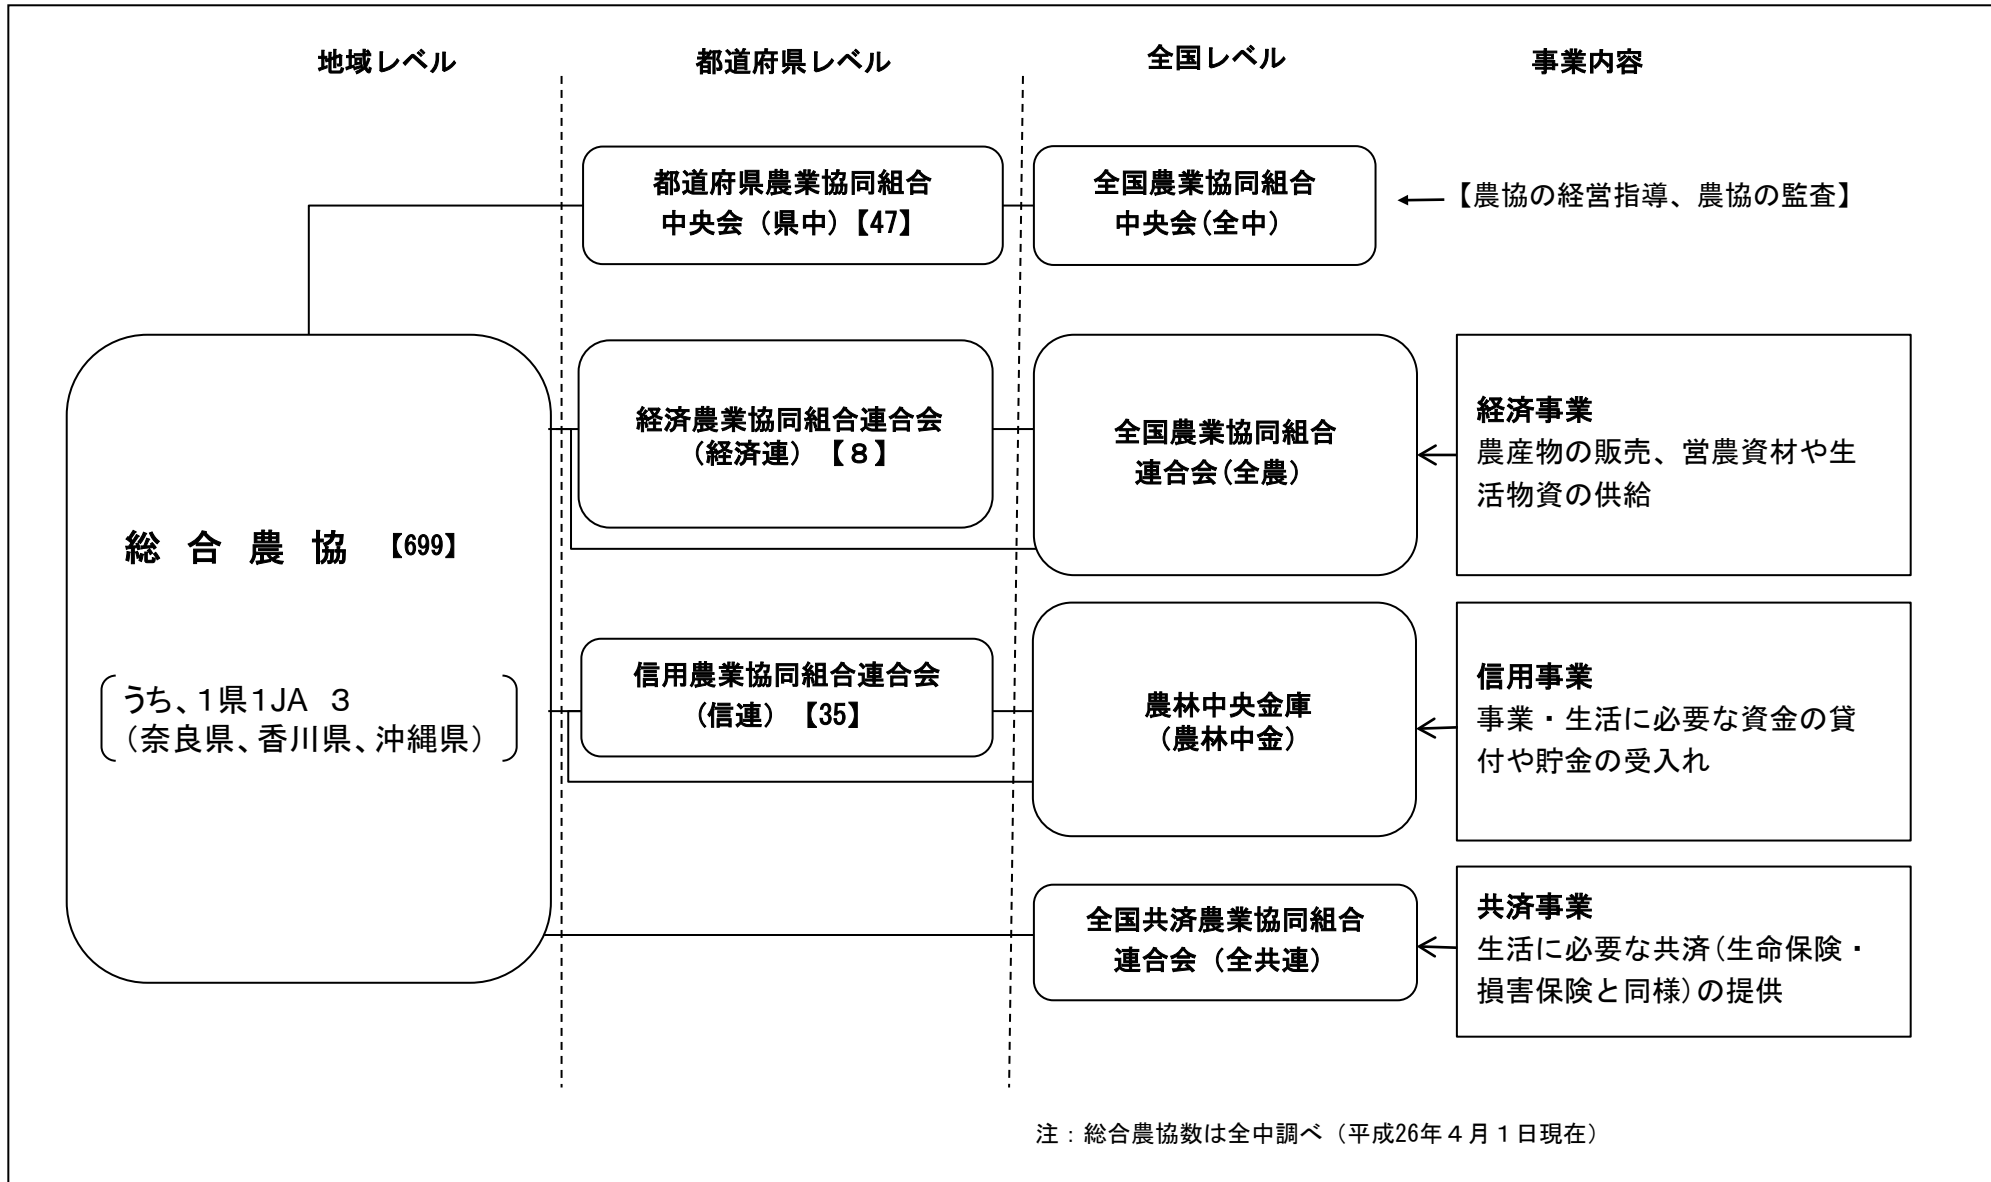 地域レベル
都道府県レベル
全国レベル
事業内容
都道府県農業協同組合
中央会（県中）【47】
全国農業協同組合
中央会(全中)
【農協の経営指導、農協の監査】
総合農協 【699】
うち、１県１JA ３
（奈良県、香川県、沖縄県）
経済農業協同組合連合会
（経済連）【８】
全国農業協同組合
連合会(全農)
経済事業
農産物の販売、営農資材や生
活物資の供給
信用農業協同組合連合会
（信連）【35】
農林中央金庫
（農林中金）
信用事業
事業・生活に必要な資金の貸
付や貯金の受入れ
全国共済農業協同組合
連合会（全共連）
共済事業
生活に必要な共済(生命保険・
損害保険と同様)の提供
注：総合農協数は全中調べ（平成26年４月１日現在）